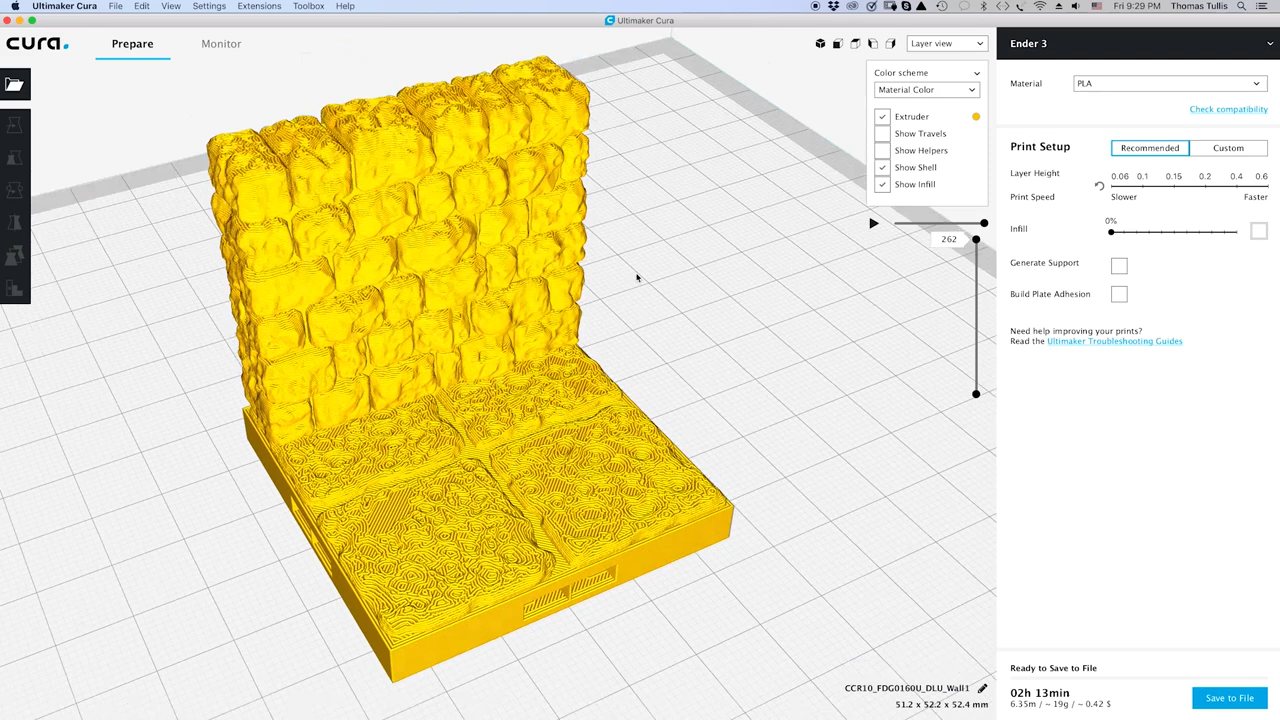 Ultimaker Cura File Edit View Settings Extensions Toolbox Help Fri 9:29 PM Thomas Tullis
Ultimaker Cura
cura. Prepare Monitor
Layer view
Color scheme
Material Color
Extruder
Show Travels
Show Helpers
Show Shell
Show Infill
262
Ender 3
Material PLA
Check compatibility
Print Setup Recommended Custom
Layer Height 0.06 0.1 0.15 0.2 0.4 0.6
Print Speed Slower Faster
0%
Infill
Generate Support
Build Plate Adhesion
Need help improving your prints?
Read the Ultimaker Troubleshooting Guides
CCR10_FDG0160U_DLU_Wall1
51.2 x 52.2 x 52.4 mm
Ready to Save to File
02h 13min
6.35m / ~ 19g / ~ 0.42 $
Save to File